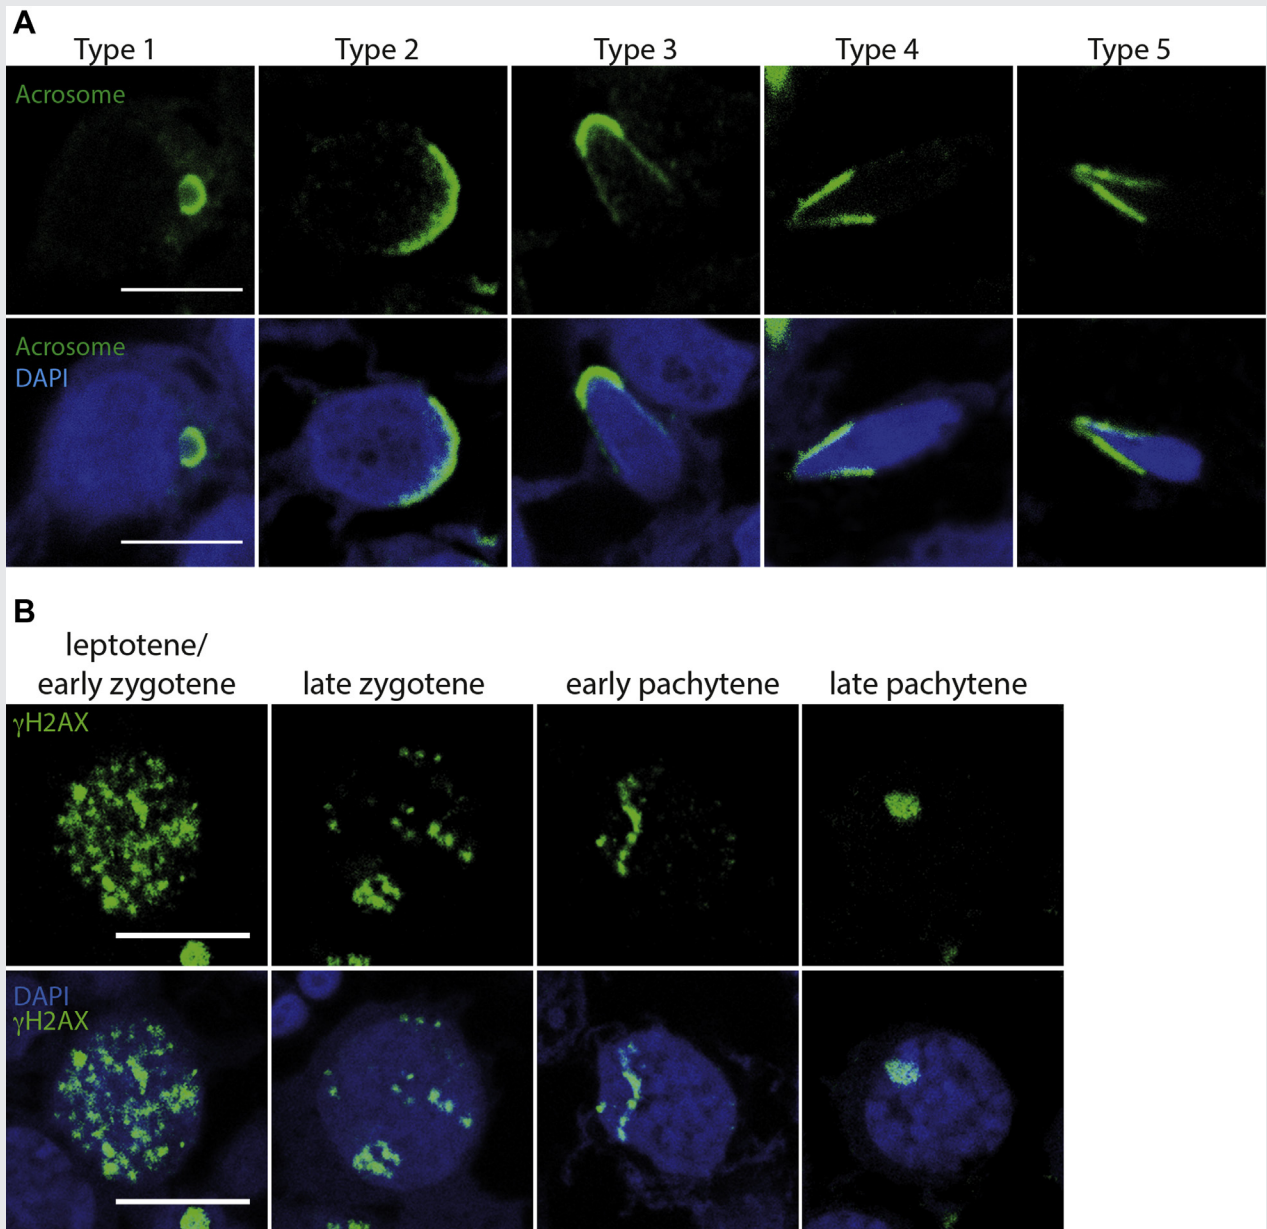 A
Type 1 Type 2 Type 3 Type 4 Type 5
Acrosome
Acrosome
DAPI
B
leptotene/
early zygotene late zygotene early pachytene late pachytene
γH2AX
DAPI
γH2AX